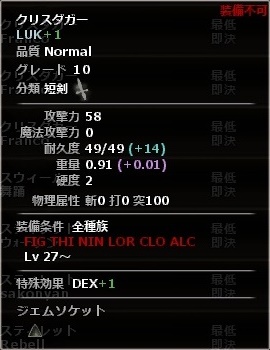 装備不可
クリスダガー
LUK+1
品質 Normal
グレード 10
分類 短剣
攻撃力 58
魔法攻撃力 0
耐久度 49/49 (+14)
重量 0.91 (+0.01)
硬度 2
物理属性 斬0 打0 突100
装備条件 全種族
FIG THI NIN LOR CLO ALC
Lv 27～
特殊効果 DEX+1
ジェムソケット